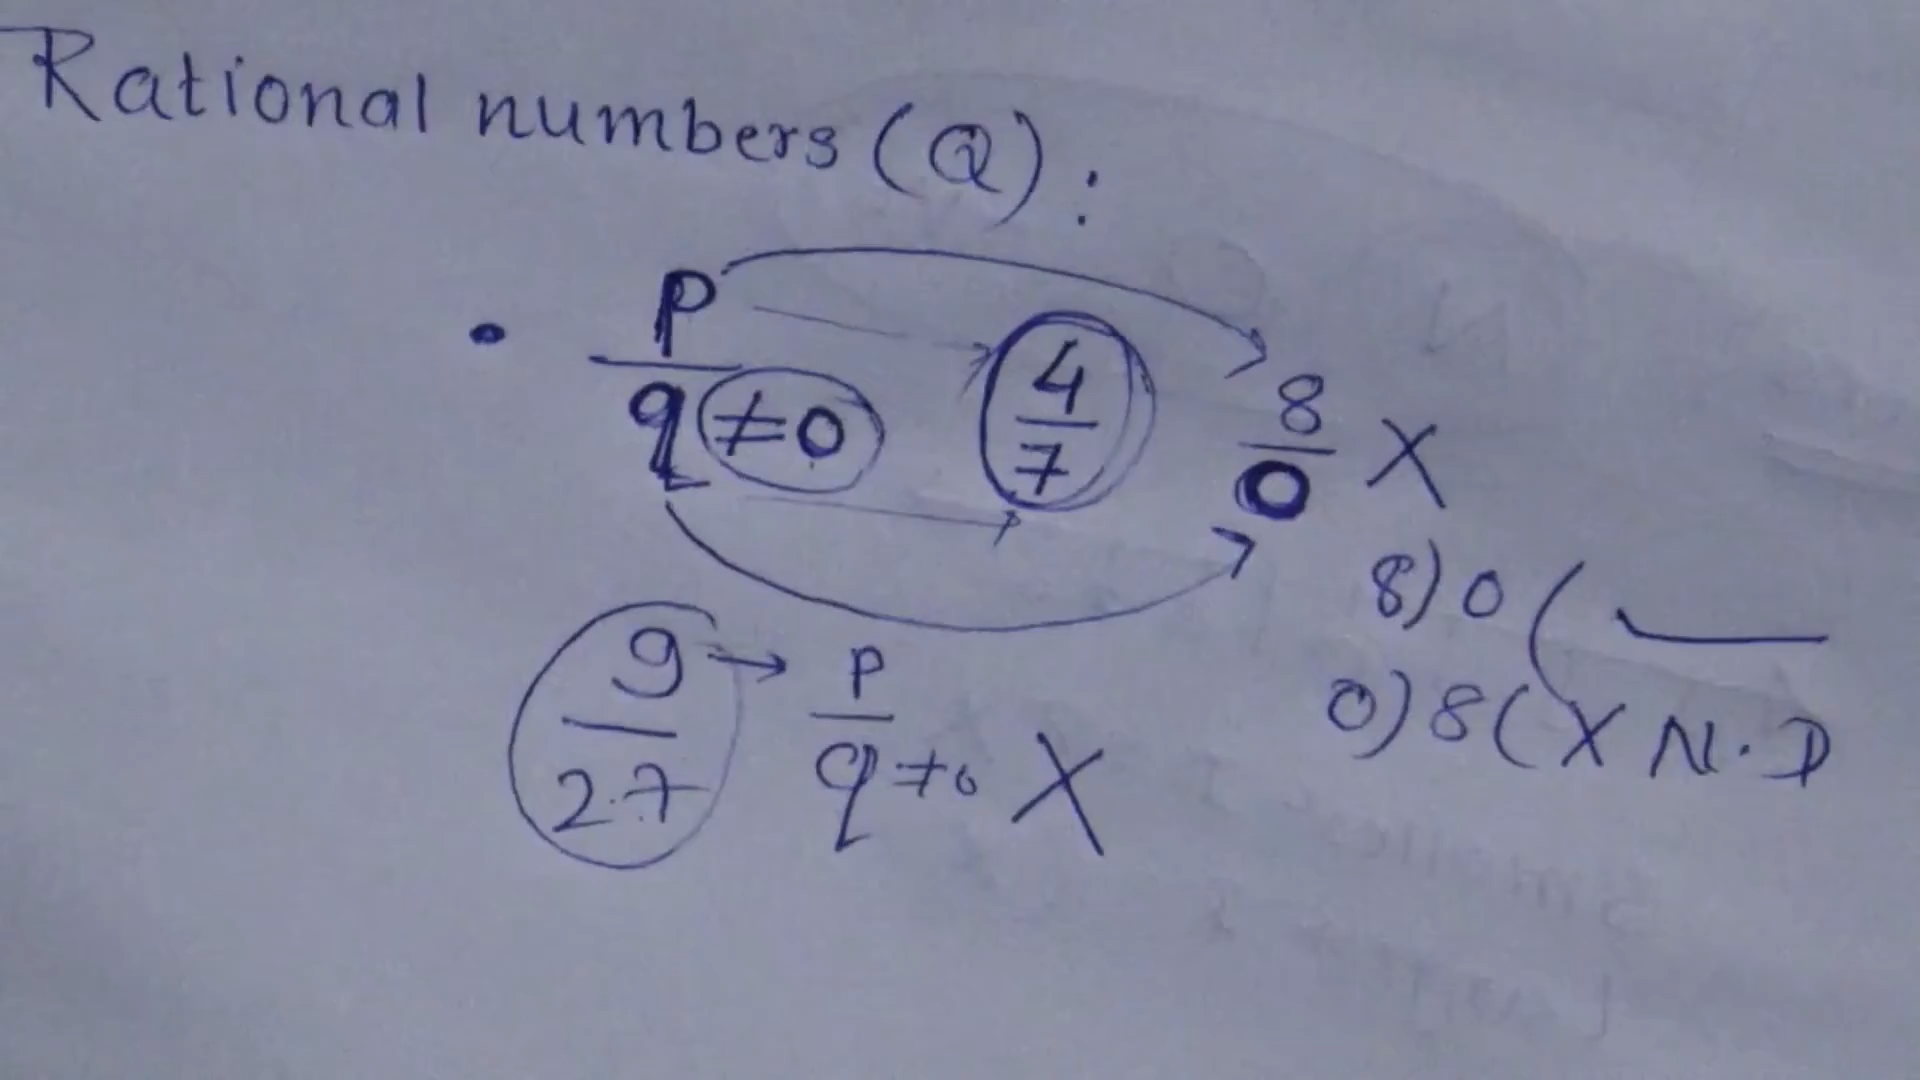 Rational numbers (Q):
• p/q ≠0 4/7 8/0 X
8)0(
0)8( X N.D
9/2.7 → p/q ≠0 X